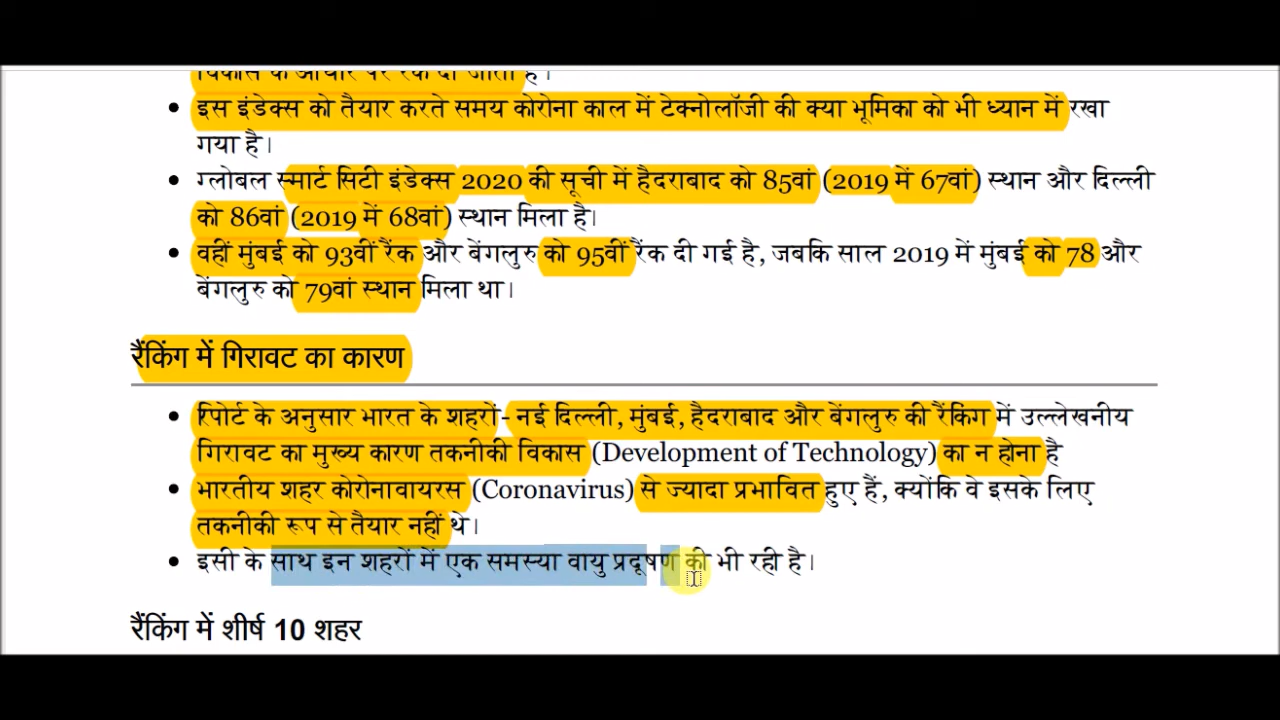 विकास के आधार पर रैंक दी जाती है।
• इस इंडेक्स को तैयार करते समय कोरोना काल में टेक्नोलॉजी की क्या भूमिका को भी ध्यान में रखा
गया है।
• ग्लोबल स्मार्ट सिटी इंडेक्स 2020 की सूची में हैदराबाद को 85वां (2019 में 67वां) स्थान और दिल्ली
को 86वां (2019 में 68वां) स्थान मिला है।
• वहीं मुंबई को 93वीं रैंक और बेंगलुरु को 95वीं रैंक दी गई है, जबकि साल 2019 में मुंबई को 78 और
बेंगलुरु को 79वां स्थान मिला था।
रैंकिंग में गिरावट का कारण
• रिपोर्ट के अनुसार भारत के शहरों- नई दिल्ली, मुंबई, हैदराबाद और बेंगलुरु की रैंकिंग में उल्लेखनीय
गिरावट का मुख्य कारण तकनीकी विकास (Development of Technology) का न होना है
• भारतीय शहर कोरोनावायरस (Coronavirus) से ज्यादा प्रभावित हुए हैं, क्योंकि वे इसके लिए
तकनीकी रूप से तैयार नहीं थे।
• इसी के साथ इन शहरों में एक समस्या वायु प्रदूषण की भी रही है।
रैंकिंग में शीर्ष 10 शहर